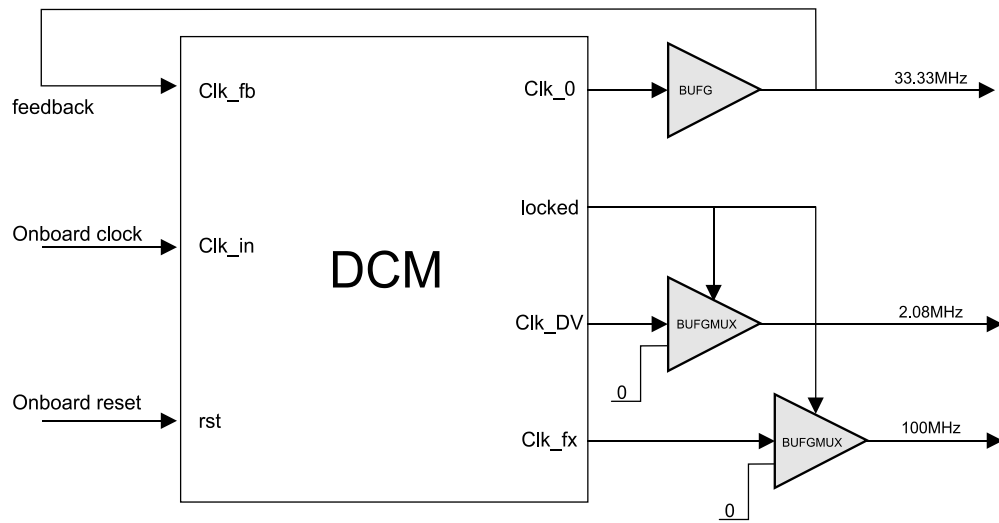 Clk_fb
Clk_0
BUFG
33.33MHz
feedback
locked
Onboard clock
Clk_in
DCM
Clk_DV
BUFGMUX
2.08MHz
0
Onboard reset
rst
Clk_fx
BUFGMUX
100MHz
0